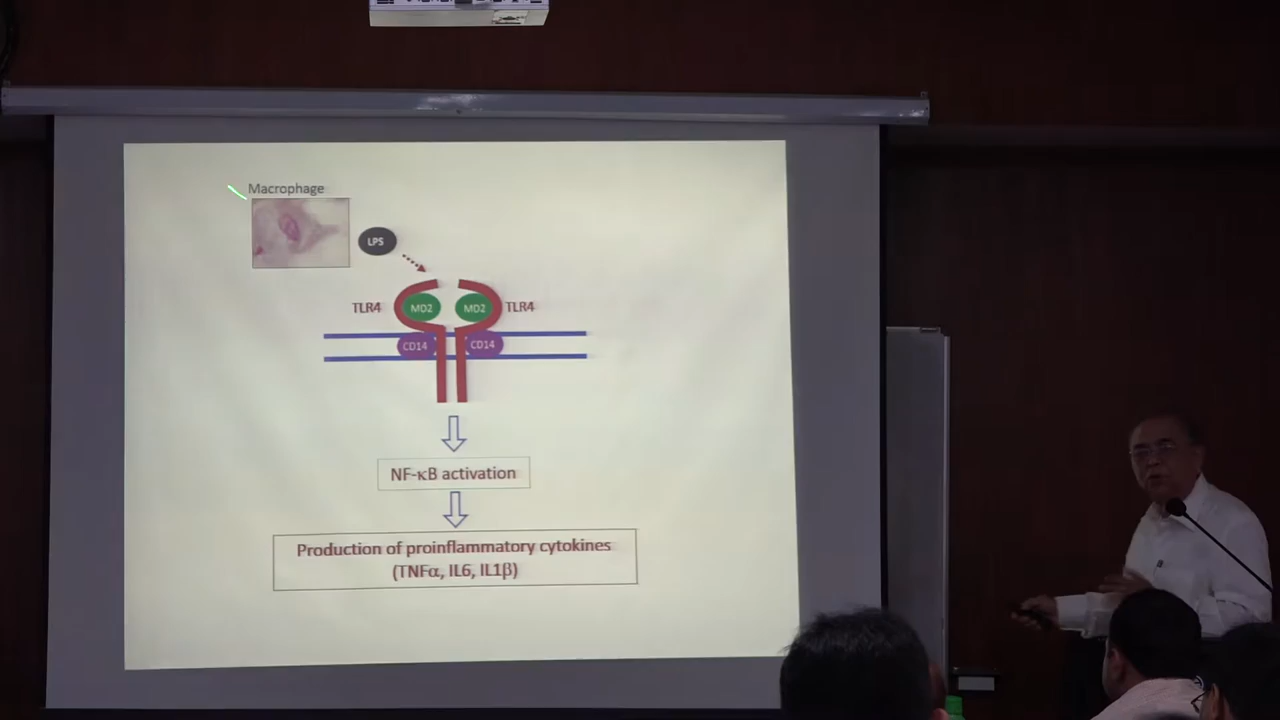 Macrophage
LPS
TLR4
MD2
MD2
TLR4
CD14
CD14
NF-κB activation
Production of proinflammatory cytokines
(TNFα, IL6, IL1β)